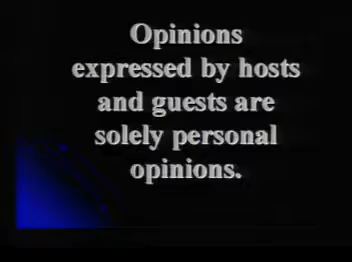 Opinions
expressed by hosts
and guests are
solely personal
opinions.